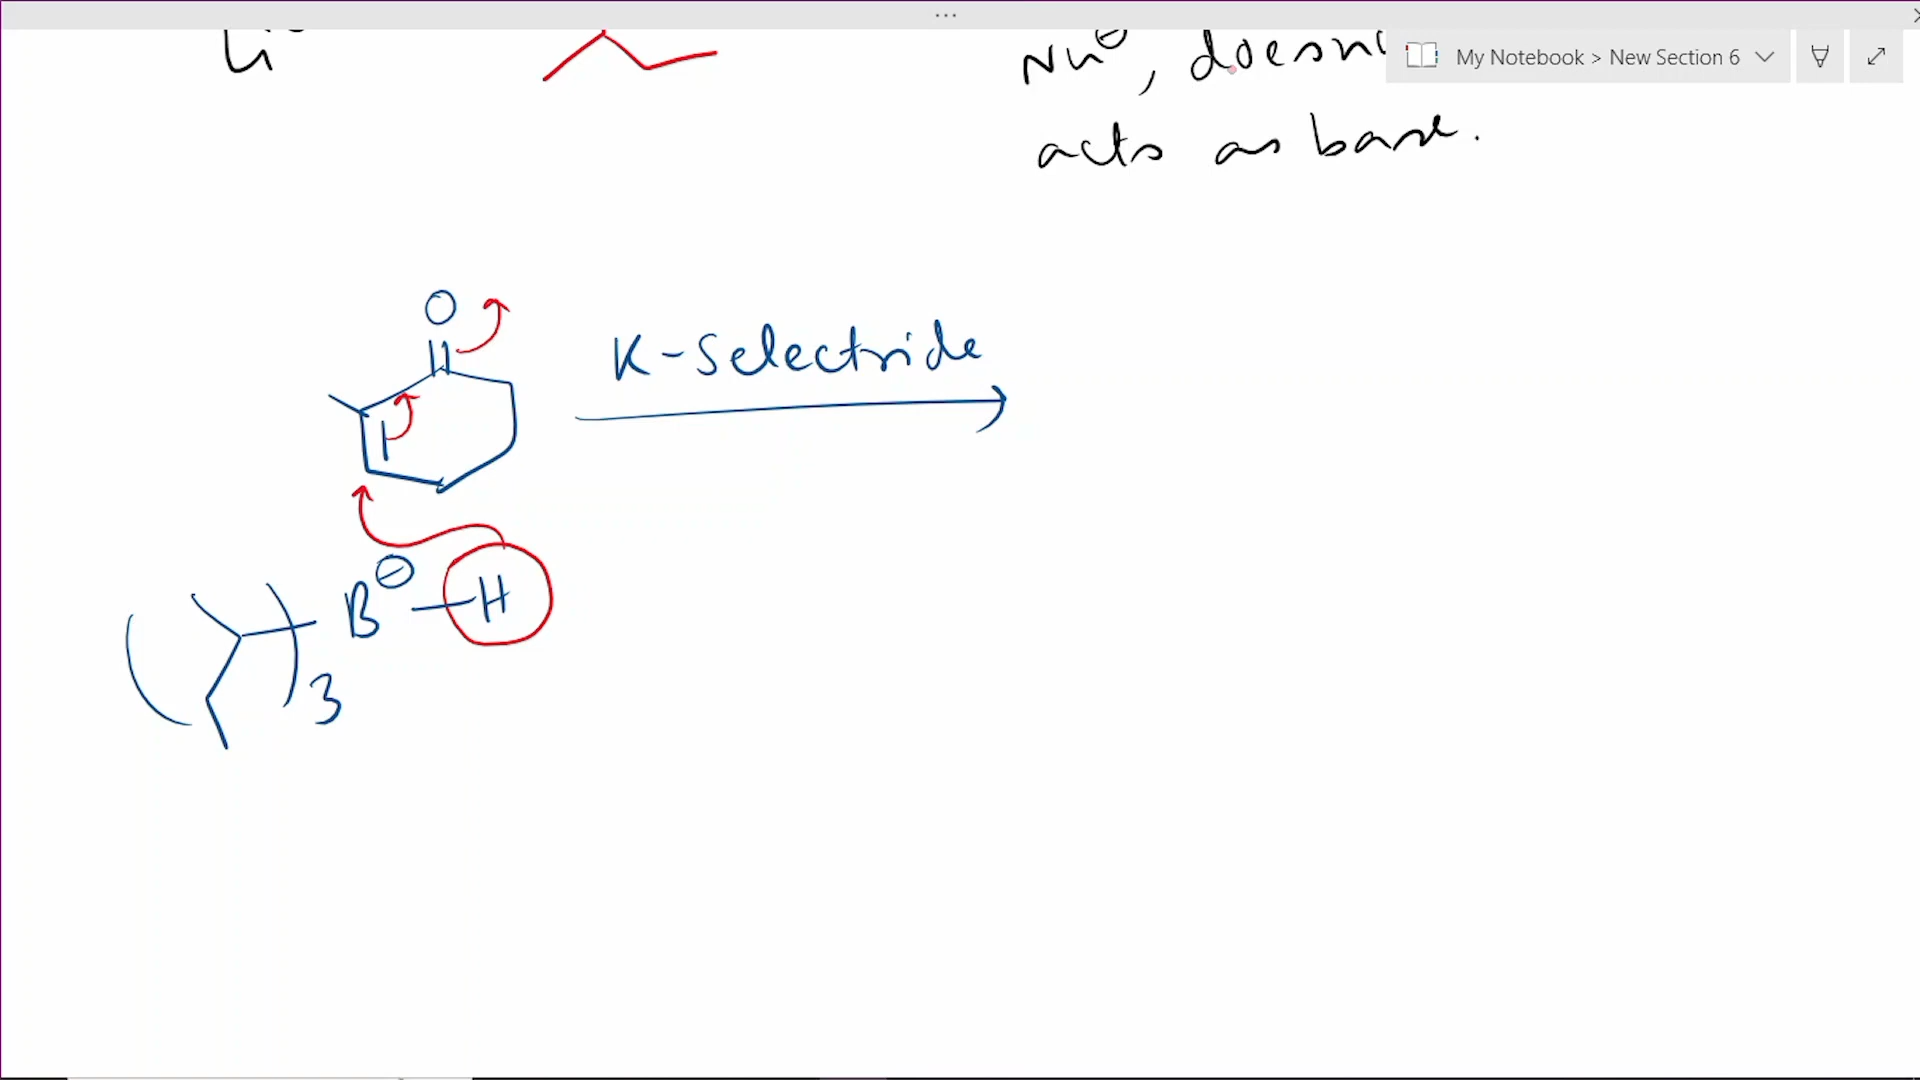 ...
My Notebook > New Section 6
Nu⊖, doesn
acts as base.
O
K-Selectride
B⊖-H
3